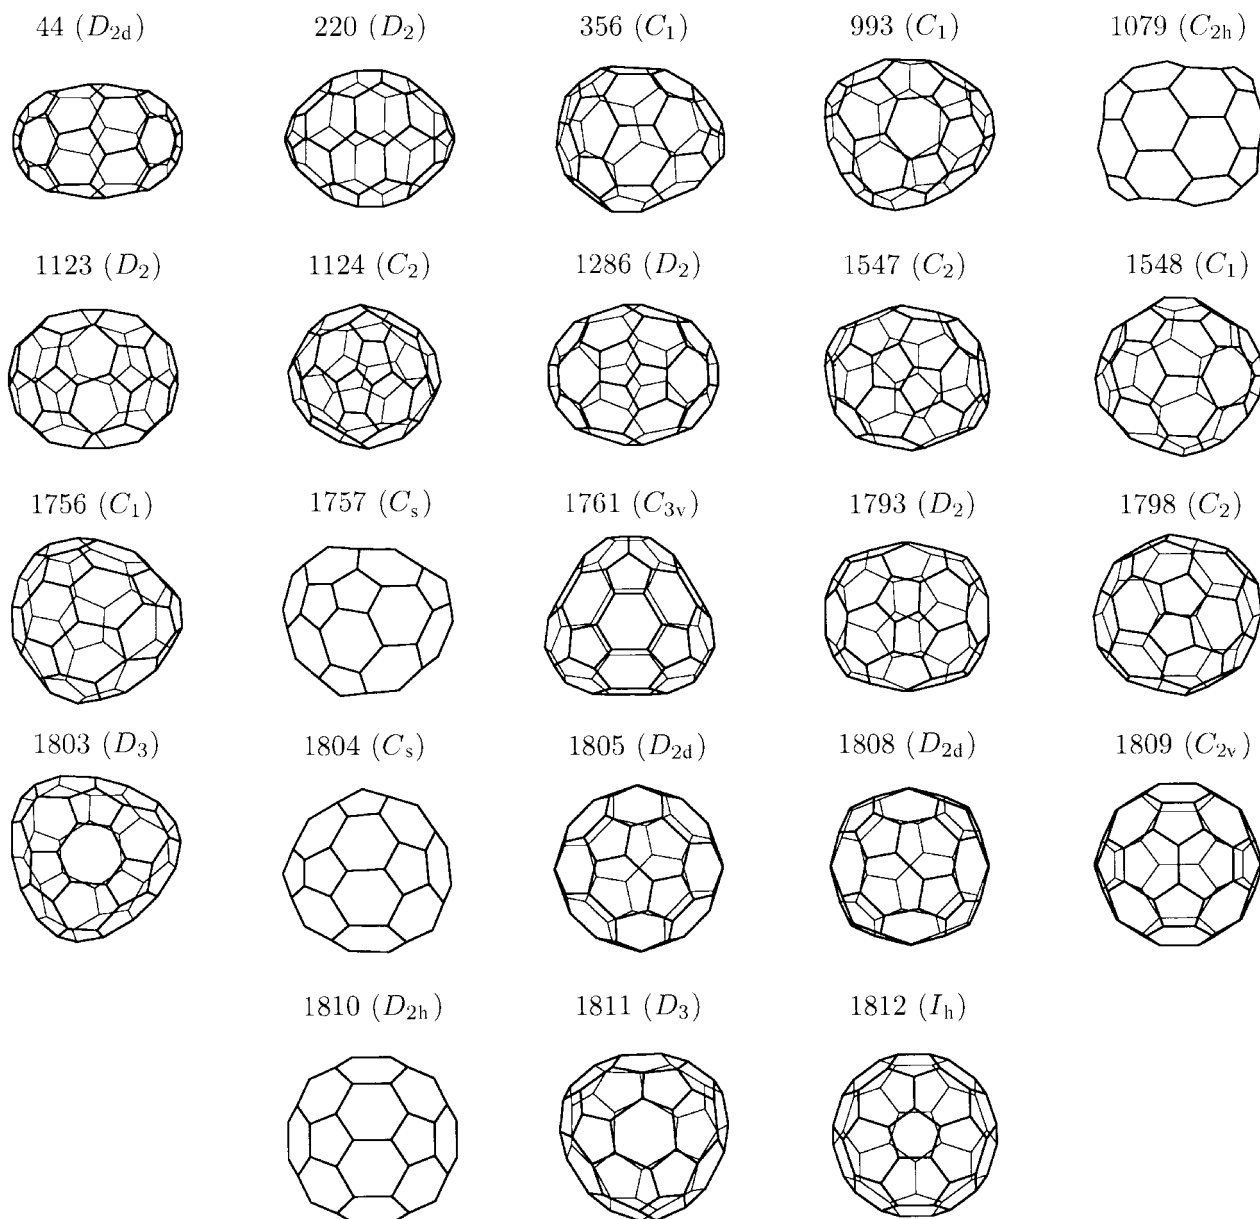 44 (D2d) 220 (D2) 356 (C1) 993 (C1) 1079 (C2h)
1123 (D2) 1124 (C2) 1286 (D2) 1547 (C2) 1548 (C1)
1756 (C1) 1757 (Cs) 1761 (C3v) 1793 (D2) 1798 (C2)
1803 (D3) 1804 (Cs) 1805 (D2d) 1808 (D2d) 1809 (C2v)
1810 (D2h) 1811 (D3) 1812 (Ih)